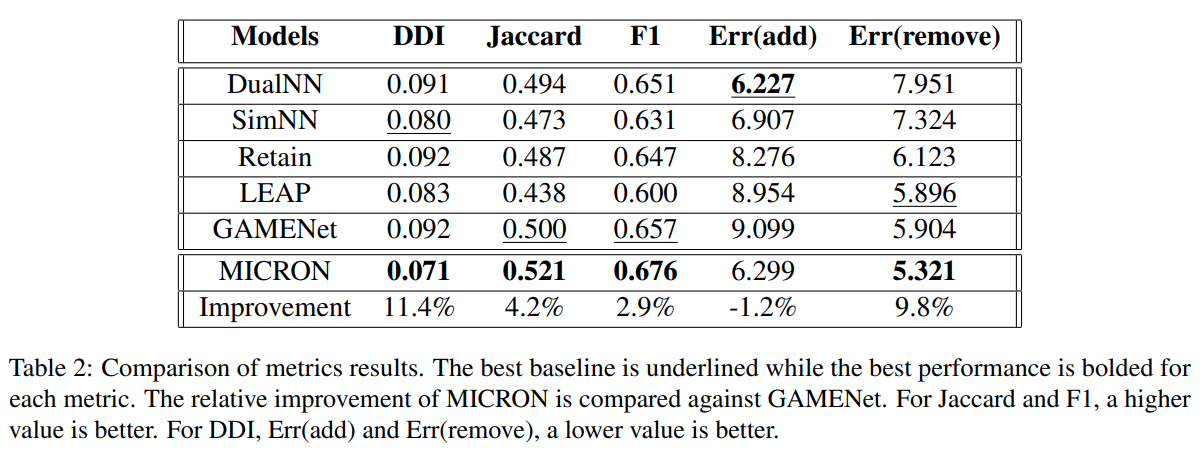 Models DDI Jaccard F1 Err(add) Err(remove)
DualNN 0.091 0.494 0.651 6.227 7.951
SimNN 0.080 0.473 0.631 6.907 7.324
Retain 0.092 0.487 0.647 8.276 6.123
LEAP 0.083 0.438 0.600 8.954 5.896
GAMENet 0.092 0.500 0.657 9.099 5.904
MICRON 0.071 0.521 0.676 6.299 5.321
Improvement 11.4% 4.2% 2.9% -1.2% 9.8%
Table 2: Comparison of metrics results. The best baseline is underlined while the best performance is bolded for
each metric. The relative improvement of MICRON is compared against GAMENet. For Jaccard and F1, a higher
value is better. For DDI, Err(add) and Err(remove), a lower value is better.